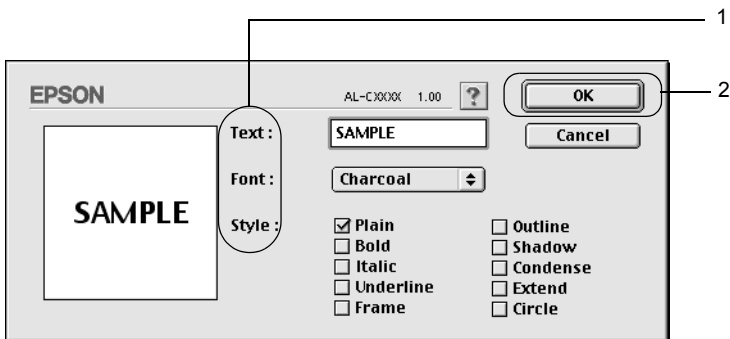 1
EPSON
AL-CXXXX 1.00 ?
OK
2
Text :
SAMPLE
Cancel
Font :
Charcoal
SAMPLE
Style :
Plain
Outline
Bold
Shadow
Italic
Condense
Underline
Extend
Frame
Circle